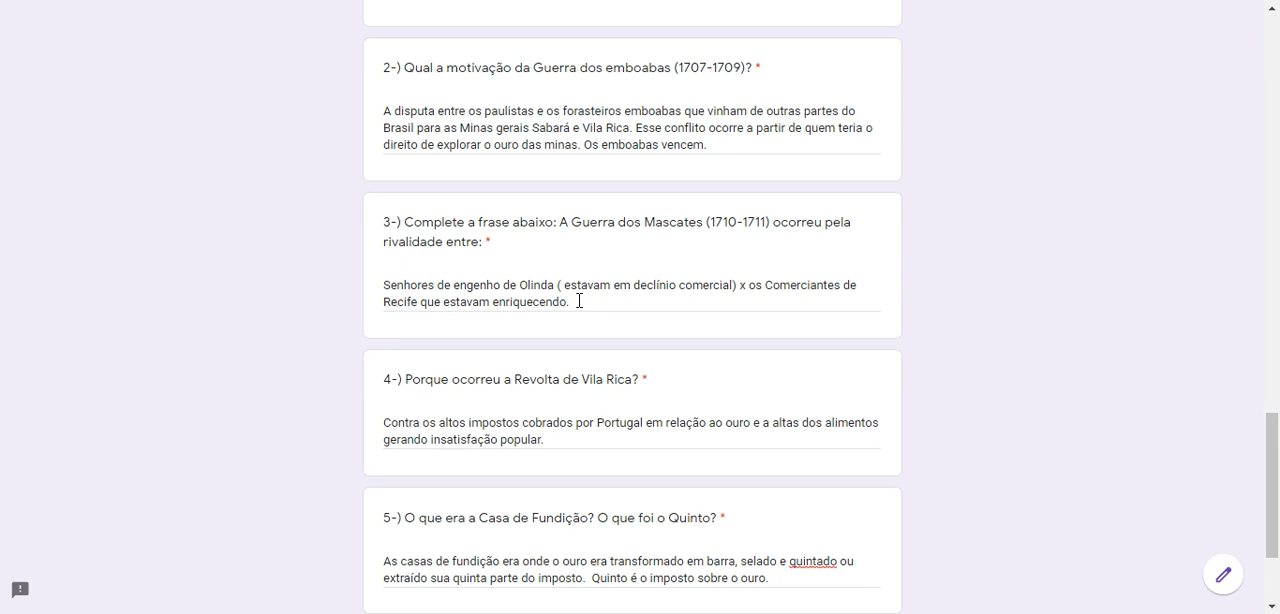 2-) Qual a motivação da Guerra dos emboabas (1707-1709)? *
A disputa entre os paulistas e os forasteiros emboabas que vinham de outras partes do
Brasil para as Minas gerais Sabará e Vila Rica. Esse conflito ocorre a partir de quem teria o
direito de explorar o ouro das minas. Os emboabas vencem.
3-) Complete a frase abaixo: A Guerra dos Mascates (1710-1711) ocorreu pela
rivalidade entre: *
Senhores de engenho de Olinda ( estavam em declínio comercial) x os Comerciantes de
Recife que estavam enriquecendo.
4-) Porque ocorreu a Revolta de Vila Rica? *
Contra os altos impostos cobrados por Portugal em relação ao ouro e a altas dos alimentos
gerando insatisfação popular.
5-) O que era a Casa de Fundição? O que foi o Quinto? *
As casas de fundição era onde o ouro era transformado em barra, selado e quintado ou
extraído sua quinta parte do imposto.  Quinto é o imposto sobre o ouro.